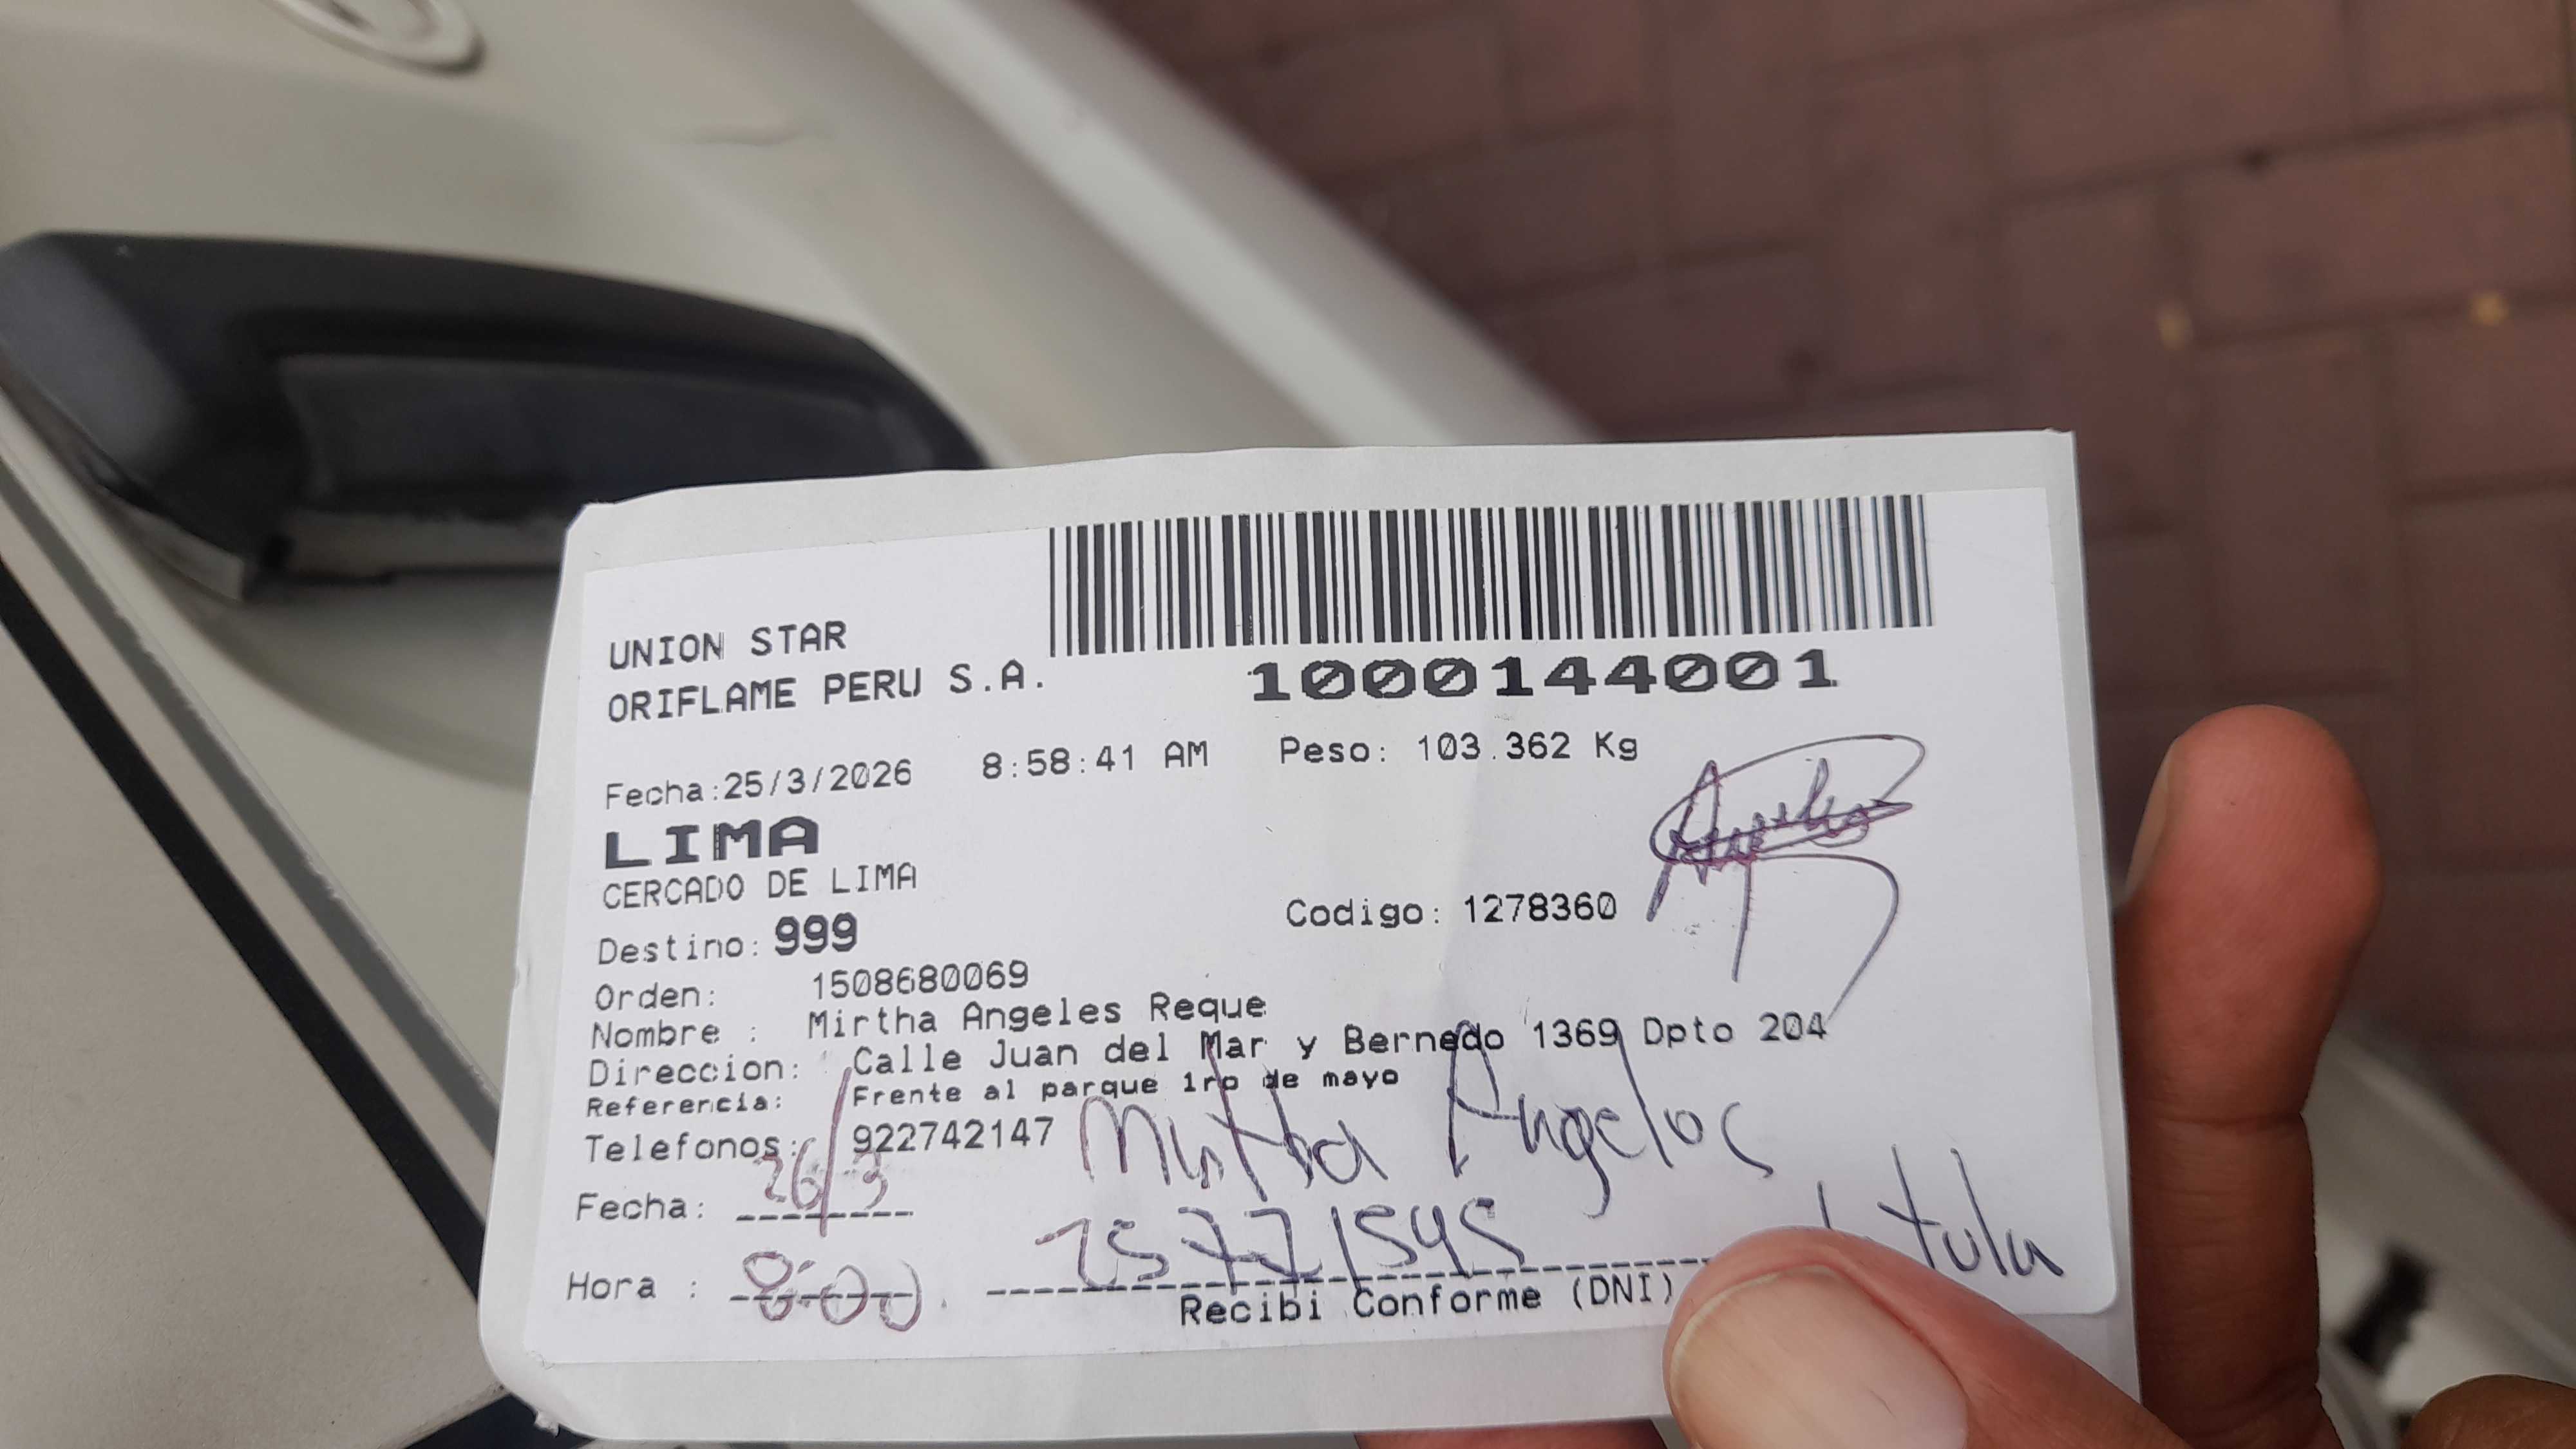 UNION STAR
ORIFLAME PERU S.A.
1000144001
Fecha:25/3/2026 8:58:41 AM Peso: 103.362 Kg
LIMA
CERCADO DE LIMA
Destino: 999 Codigo: 1278360
Orden: 1508680069
Nombre : Mirtha Angeles Reque
Direccion: Calle Juan del Mar y Bernedo 1369 Dpto 204
Referencia: Frente al parque 1ro de mayo
Telefonos: 922742147
Mirtha Angeles
Fecha: 26/3
Hora : 8:00
Recibi Conforme (DNI)